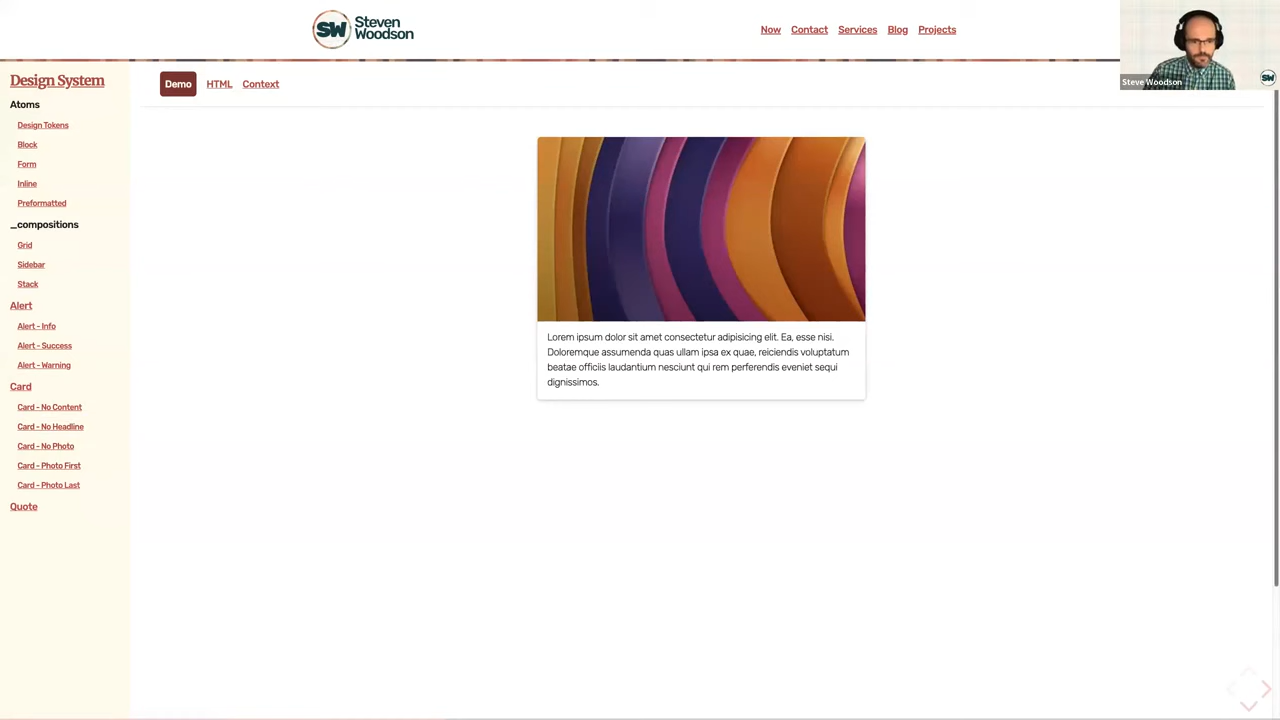 SW Steven
Woodson
Now Contact Services Blog Projects
Steve Woodson
SW
Design System
Atoms
Design Tokens
Block
Form
Inline
Preformatted
_compositions
Grid
Sidebar
Stack
Alert
Alert - Info
Alert - Success
Alert - Warning
Card
Card - No Content
Card - No Headline
Card - No Photo
Card - Photo First
Card - Photo Last
Quote
Demo HTML Context
Lorem ipsum dolor sit amet consectetur adipisicing elit. Ea, esse nisi.
Doloremque assumenda quas ullam ipsa ex quae, reiciendis voluptatum
beatae officiis laudantium nesciunt qui rem perferendis eveniet sequi
dignissimos.